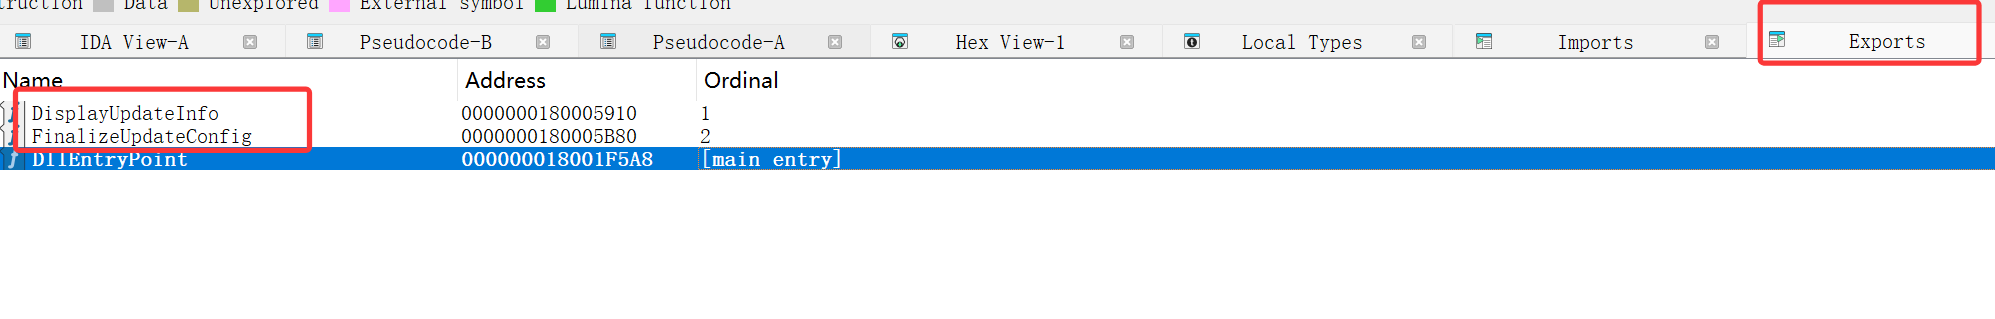 Data Unexplored External symbol Lumina function
IDA View-A Pseudocode-B Pseudocode-A Hex View-1 Local Types Imports Exports
Name Address Ordinal
DisplayUpdateInfo 0000000180005910 1
FinalizeUpdateConfig 0000000180005B80 2
DllEntryPoint 000000018001F5A8 [main entry]